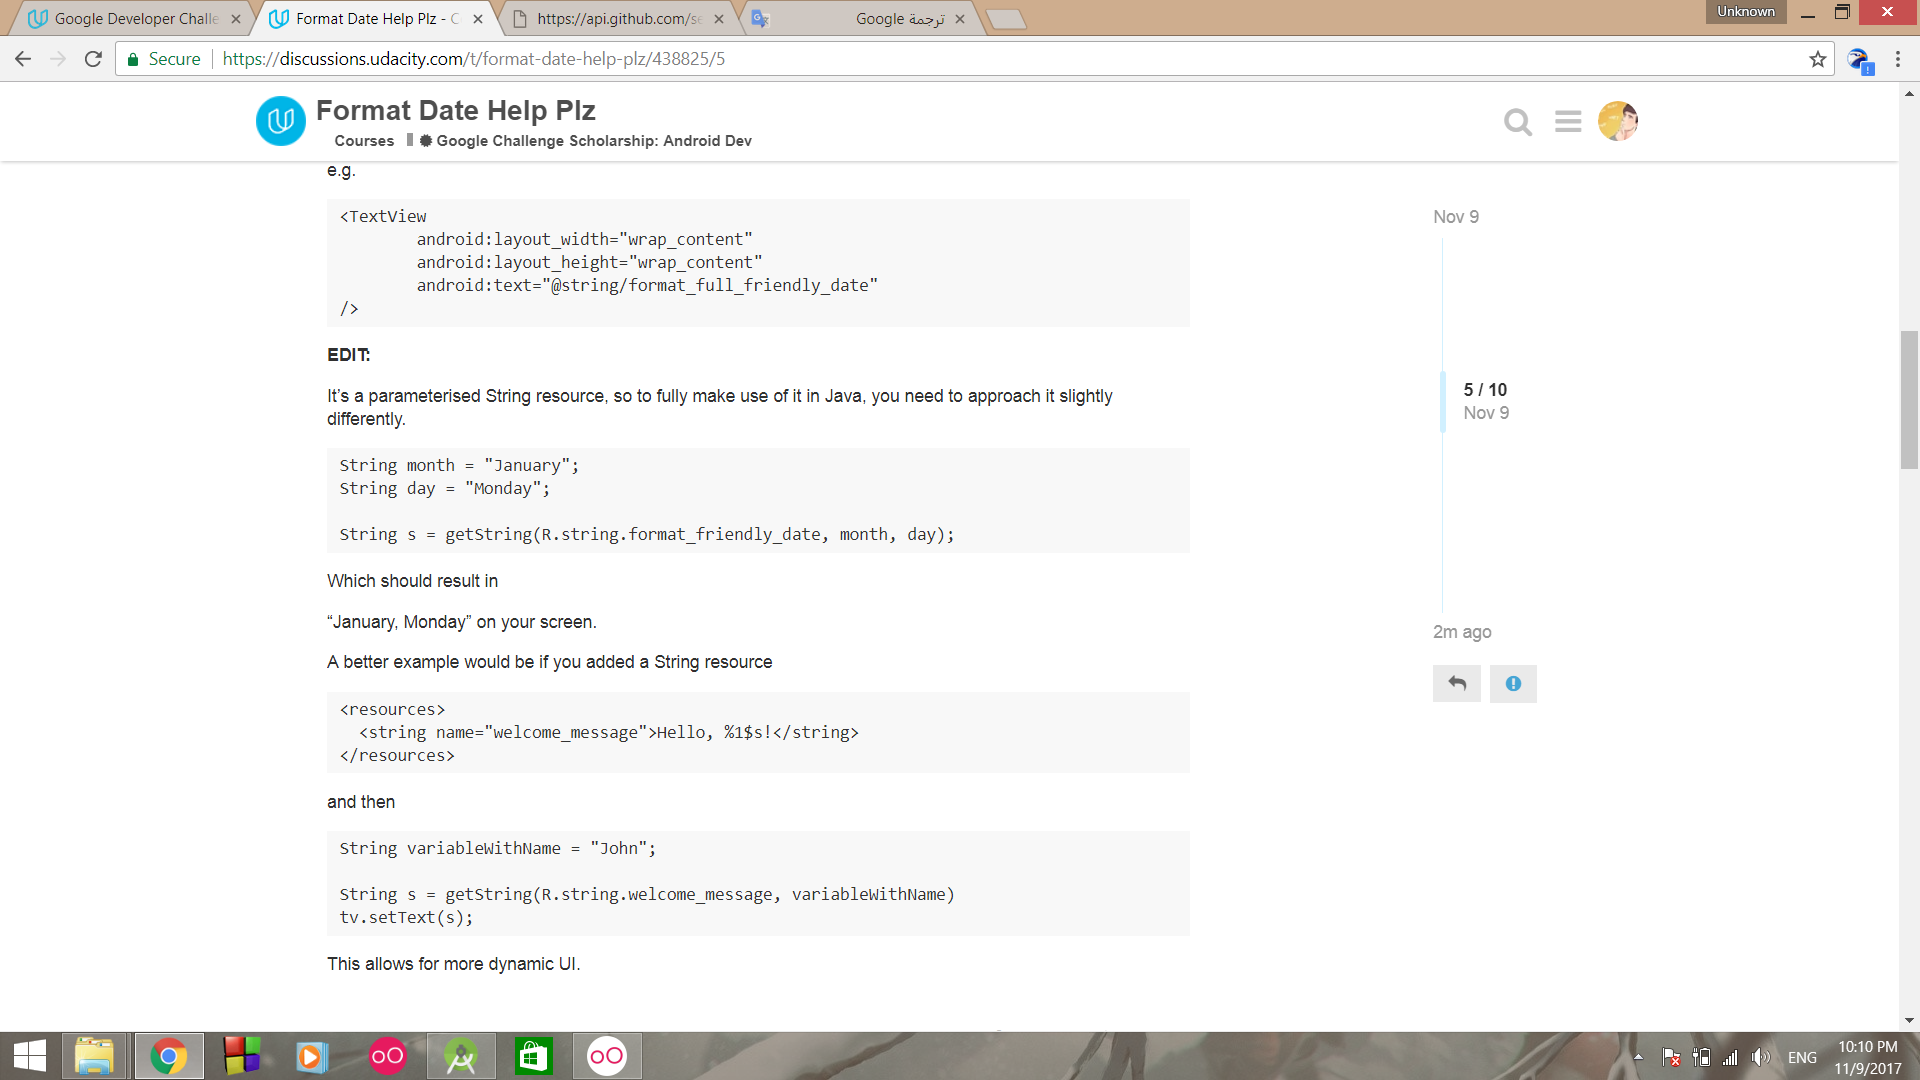 Google Developer Challe
Format Date Help Plz - C
https://api.github.com/se
ترجمة Google
Unknown
Secure
https://discussions.udacity.com/t/format-date-help-plz/438825/5
Format Date Help Plz
Courses
Google Challenge Scholarship: Android Dev
e.g.
<TextView
android:layout_width="wrap_content"
android:layout_height="wrap_content"
android:text="@string/format_full_friendly_date"
/>
EDIT:
It’s a parameterised String resource, so to fully make use of it in Java, you need to approach it slightly
differently.
String month = "January";
String day = "Monday";
String s = getString(R.string.format_friendly_date, month, day);
Which should result in
“January, Monday” on your screen.
A better example would be if you added a String resource
<resources>
<string name="welcome_message">Hello, %1$s!</string>
</resources>
and then
String variableWithName = "John";
String s = getString(R.string.welcome_message, variableWithName)
tv.setText(s);
This allows for more dynamic UI.
Nov 9
5 / 10
Nov 9
2m ago
ENG
10:10 PM
11/9/2017